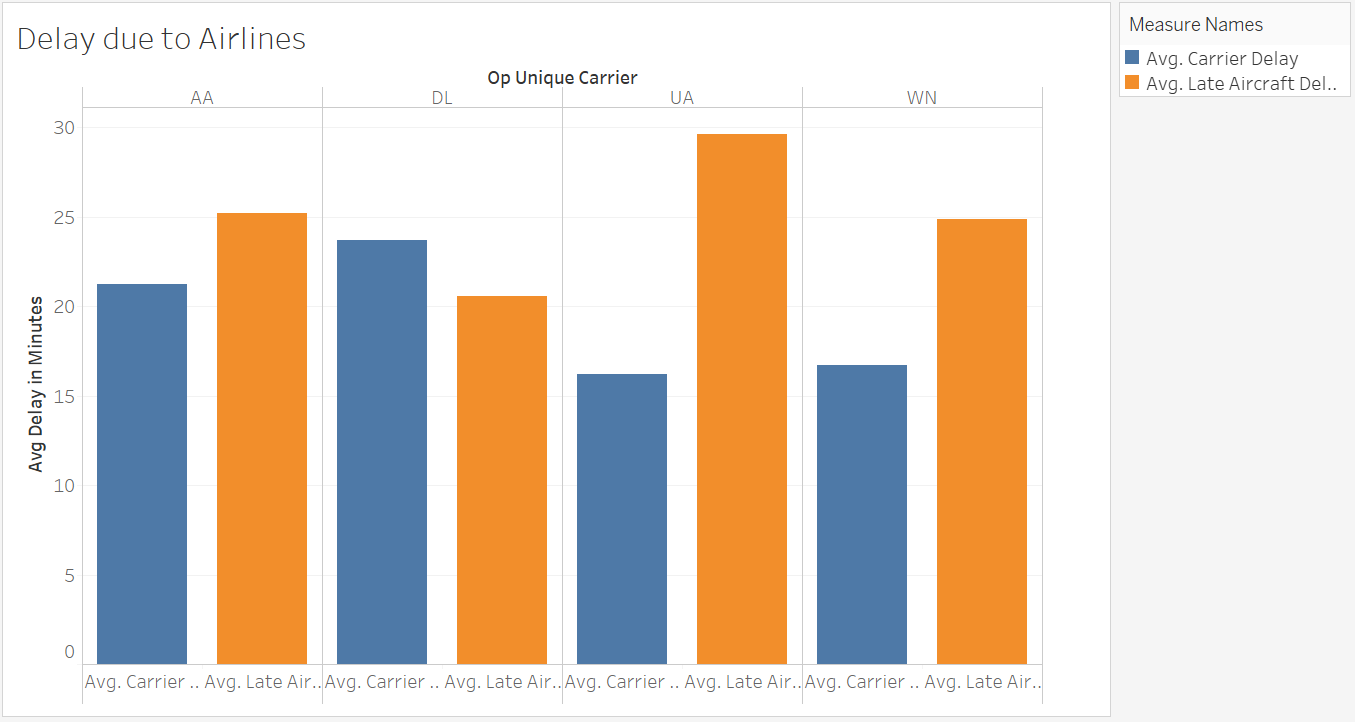 Delay due to Airlines
Measure Names
Avg. Carrier Delay
Avg. Late Aircraft Del..
Op Unique Carrier
AA DL UA WN
Avg Delay in Minutes
30
25
20
15
10
5
0
Avg. Carrier .. Avg. Late Air.. Avg. Carrier .. Avg. Late Air.. Avg. Carrier .. Avg. Late Air.. Avg. Carrier .. Avg. Late Air..